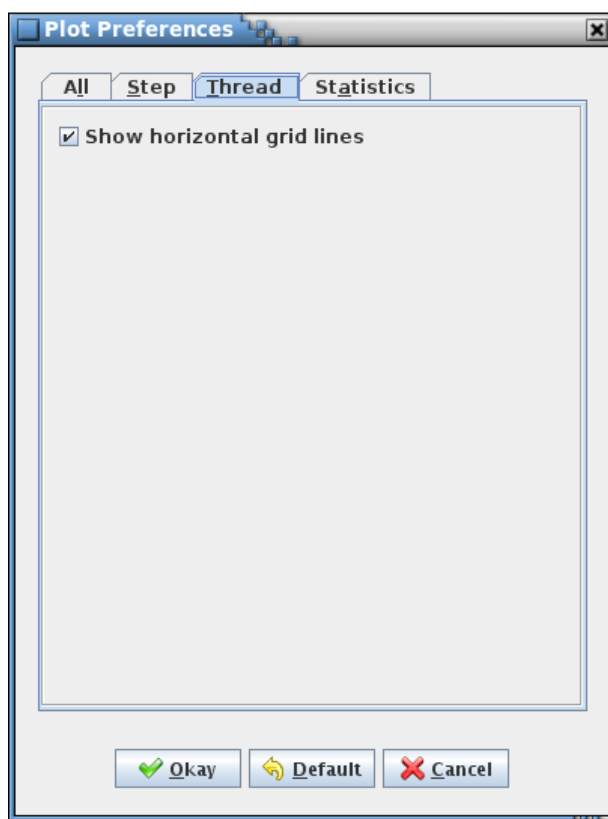 Plot Preferences
All Step Thread Statistics
Show horizontal grid lines
Okay Default Cancel